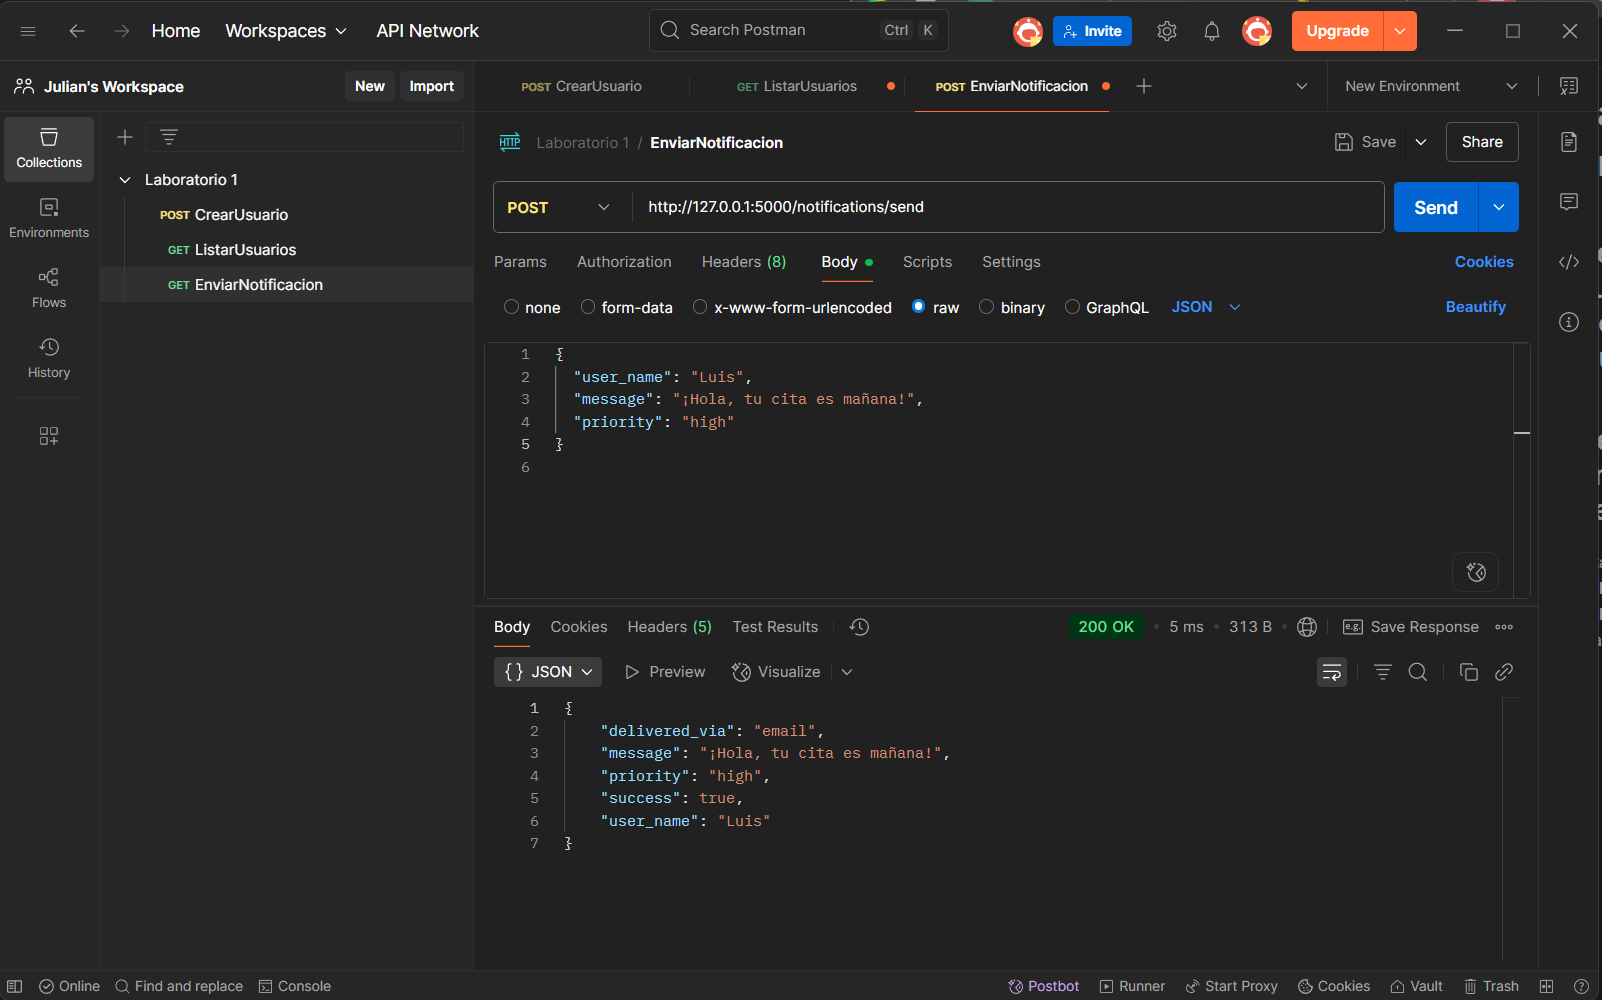 Home
Workspaces
API Network
Search Postman
Ctrl K
Invite
Upgrade
Julian's Workspace
New
Import
POST CrearUsuario
GET ListarUsuarios
POST EnviarNotificacion
New Environment
Collections
Environments
Flows
History
Laboratorio 1
POST CrearUsuario
GET ListarUsuarios
GET EnviarNotificacion
HTTP Laboratorio 1 / EnviarNotificacion
Save
Share
POST
http://127.0.0.1:5000/notifications/send
Send
Params
Authorization
Headers (8)
Body
Scripts
Settings
Cookies
none
form-data
x-www-form-urlencoded
raw
binary
GraphQL
JSON
Beautify
1 {
2 "user_name": "Luis",
3 "message": "¡Hola, tu cita es mañana!",
4 "priority": "high"
5 }
6
Body
Cookies
Headers (5)
Test Results
200 OK
5 ms
313 B
e.g. Save Response
{} JSON
Preview
Visualize
1 {
2 "delivered_via": "email",
3 "message": "¡Hola, tu cita es mañana!",
4 "priority": "high",
5 "success": true,
6 "user_name": "Luis"
7 }
Online
Find and replace
Console
Postbot
Runner
Start Proxy
Cookies
Vault
Trash